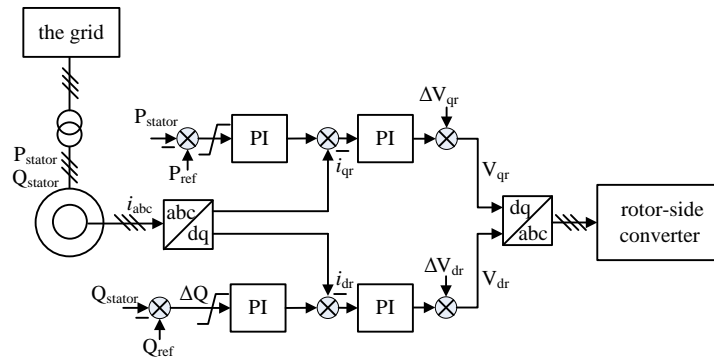 the grid
P_stator
Q_stator
i_abc
abc
dq
P_stator
P_ref
PI
i_qr
PI
ΔV_qr
V_qr
Q_stator
ΔQ
Q_ref
PI
i_dr
PI
ΔV_dr
V_dr
dq
abc
rotor-side
converter